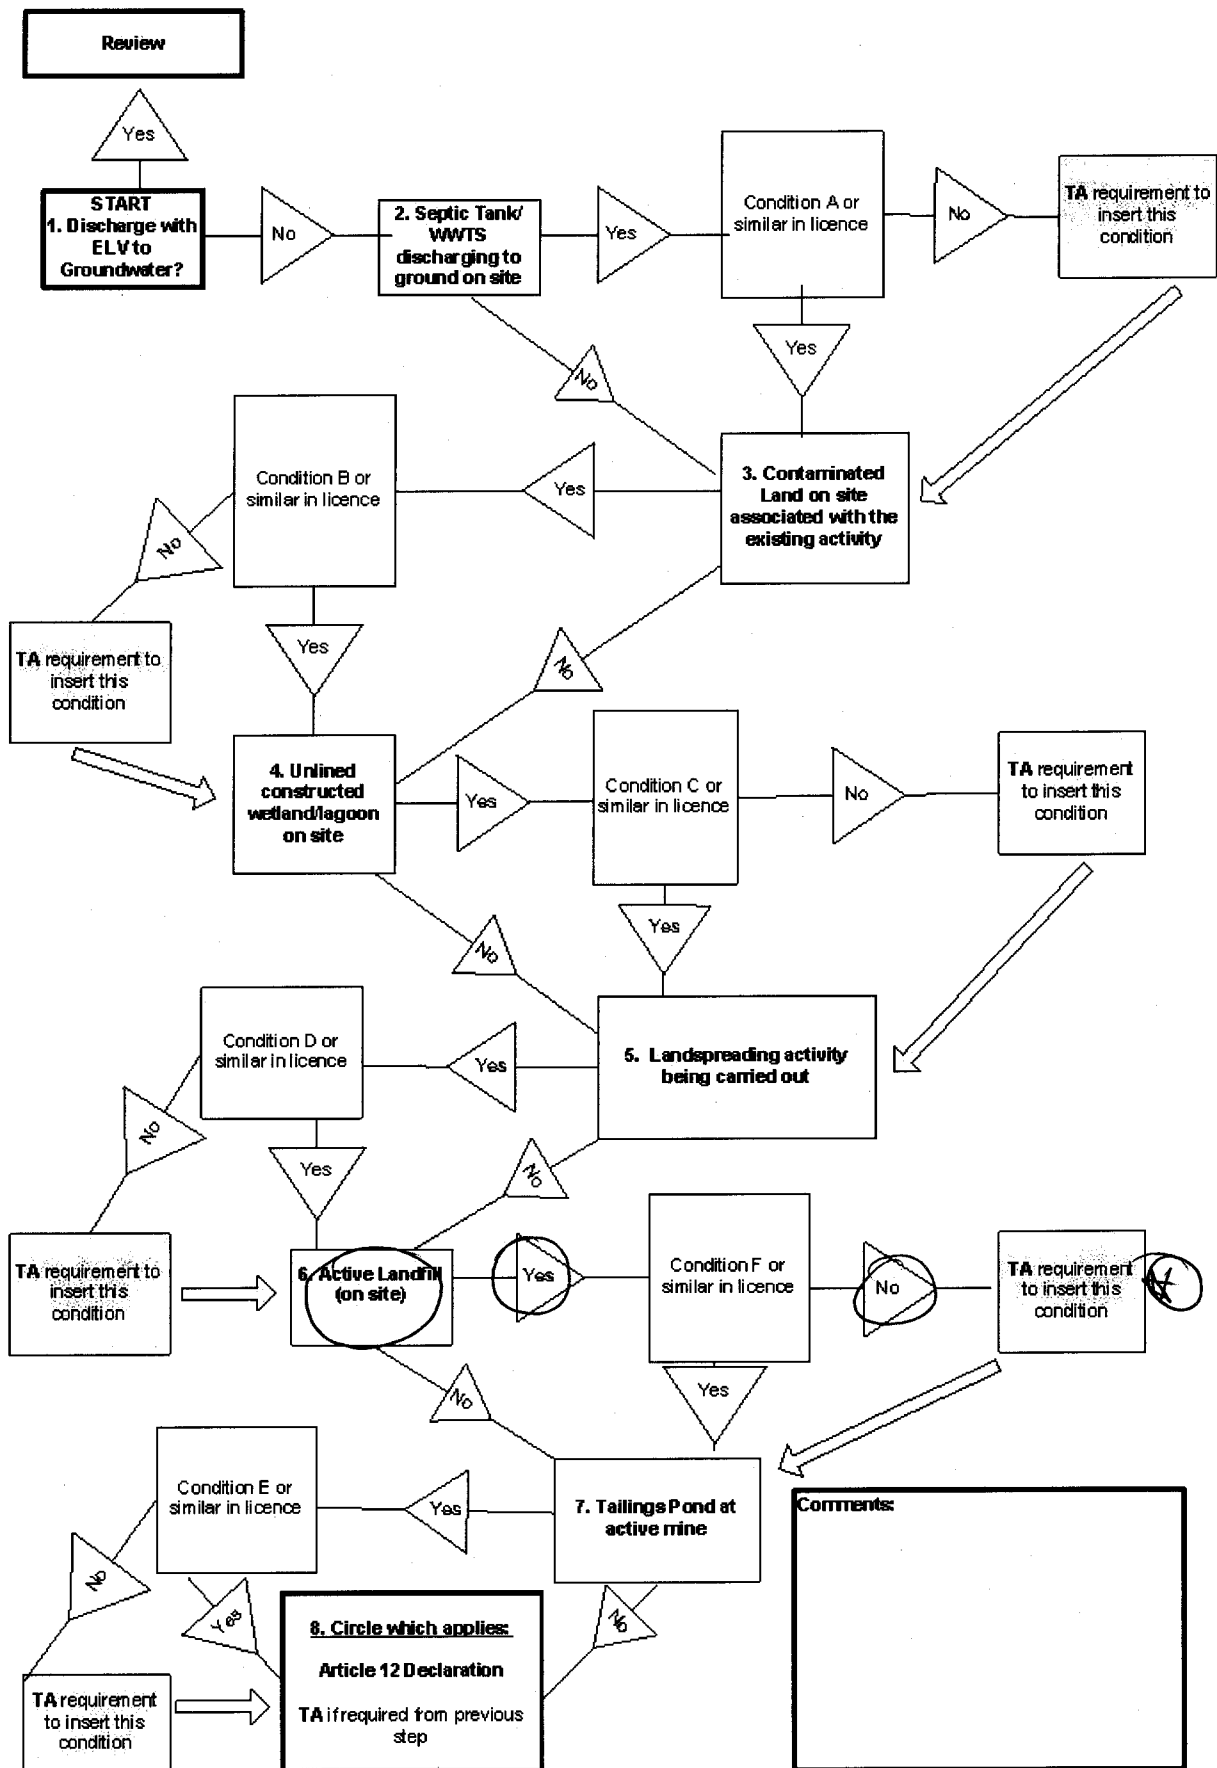 Review
Yes
START
1. Discharge with
ELV to
Groundwater?
No
2. Septic Tank/
WWTS
discharging to
ground on site
Yes
Condition A or
similar in licence
No
TA requirement to
insert this
condition
Yes
No
3. Contaminated
Land on site
associated with the
existing activity
Yes
Condition B or
similar in licence
No
TA requirement to
insert this
condition
Yes
No
4. Unlined
constructed
wetland/lagoon
on site
Yes
Condition C or
similar in licence
No
TA requirement
to insert this
condition
Yes
No
5. Landspreading activity
being carried out
Yes
Condition D or
similar in licence
No
TA requirement to
insert this
condition
Yes
No
6. Active Landfill
(on site)
Yes
Condition F or
similar in licence
No
TA requirement
to insert this
condition
Yes
No
7. Tailings Pond at
active mine
Yes
Condition E or
similar in licence
No
TA requirement
to insert this
condition
Yes
No
8. Circle which applies:
Article 12 Declaration
TA if required from previous
step
Comments: